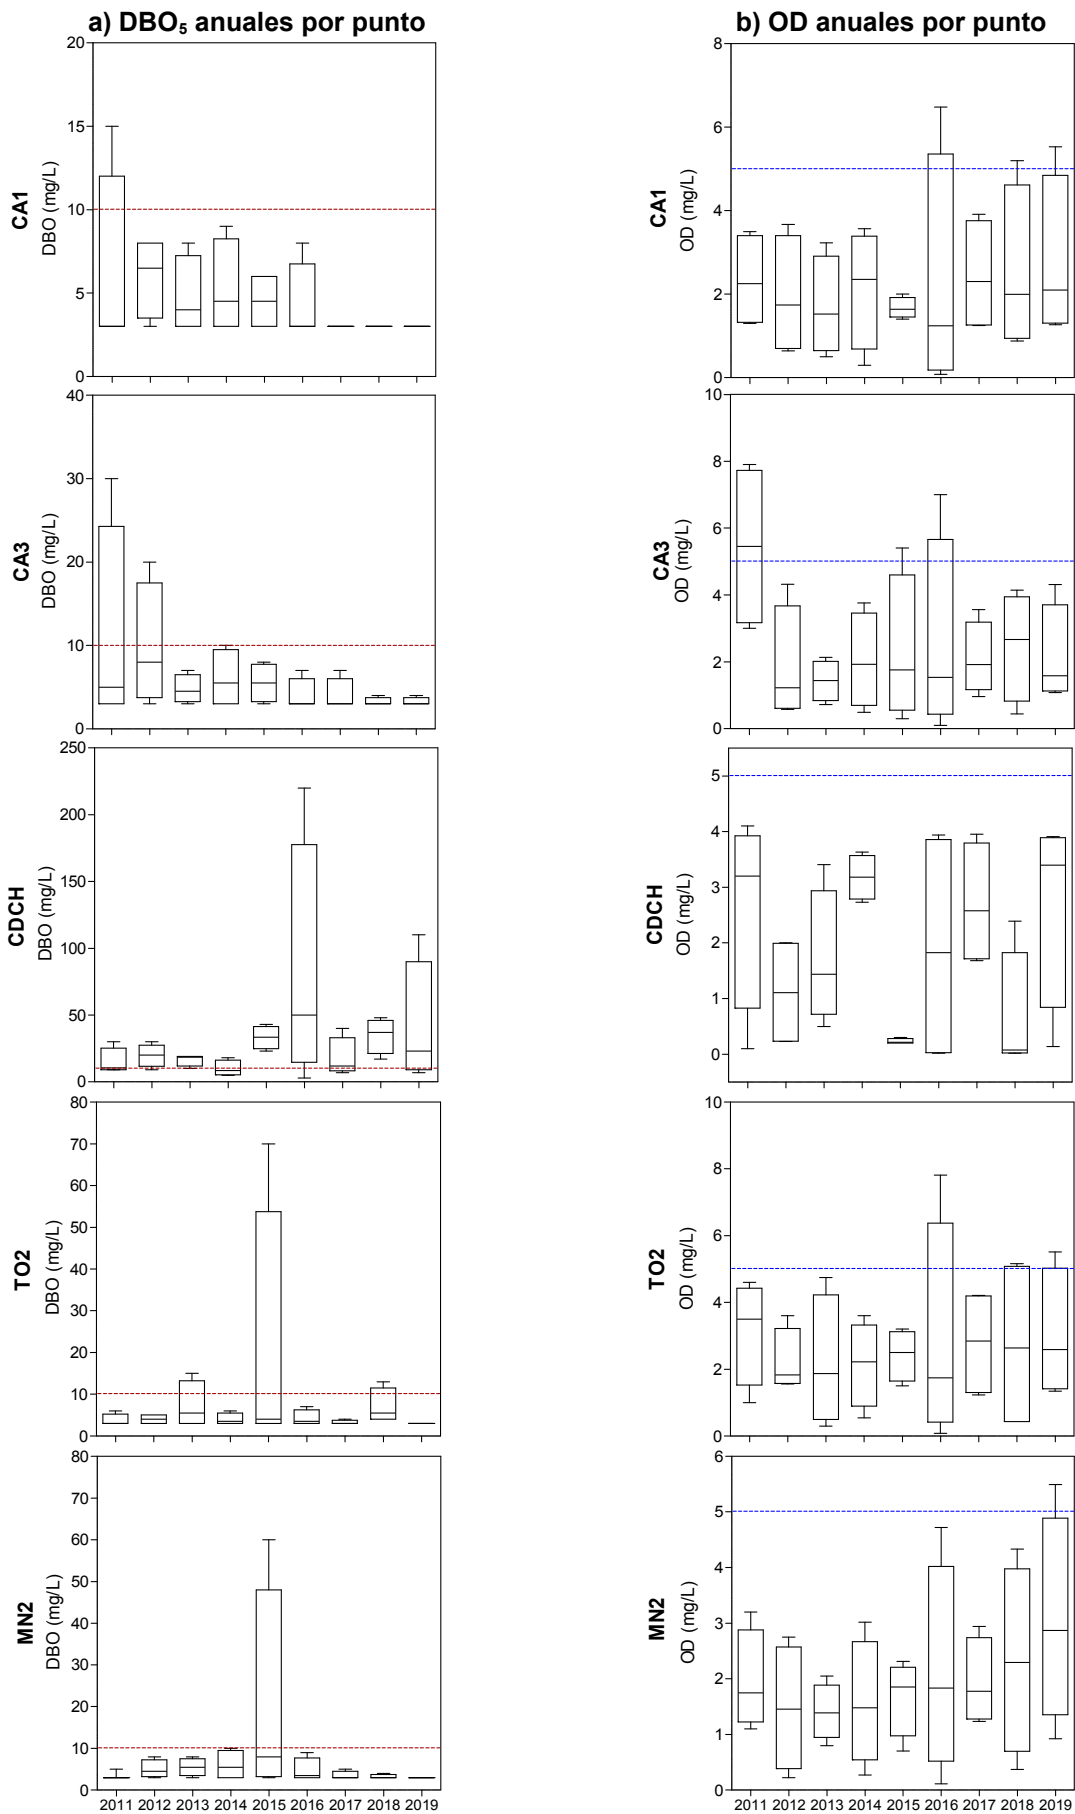 a) DBO₅ anuales por punto
b) OD anuales por punto
CA1
DBO (mg/L)
20
15
10
5
0
CA1
OD (mg/L)
8
6
4
2
0
CA3
DBO (mg/L)
40
30
20
10
0
CA3
OD (mg/L)
10
8
6
4
2
0
CDCH
DBO (mg/L)
250
200
150
100
50
0
CDCH
OD (mg/L)
5
4
3
2
1
0
TO2
DBO (mg/L)
80
70
60
50
40
30
20
10
0
TO2
OD (mg/L)
10
8
6
4
2
0
MN2
DBO (mg/L)
80
70
60
50
40
30
20
10
0
MN2
OD (mg/L)
6
5
4
3
2
1
0
2011 2012 2013 2014 2015 2016 2017 2018 2019
2011 2012 2013 2014 2015 2016 2017 2018 2019